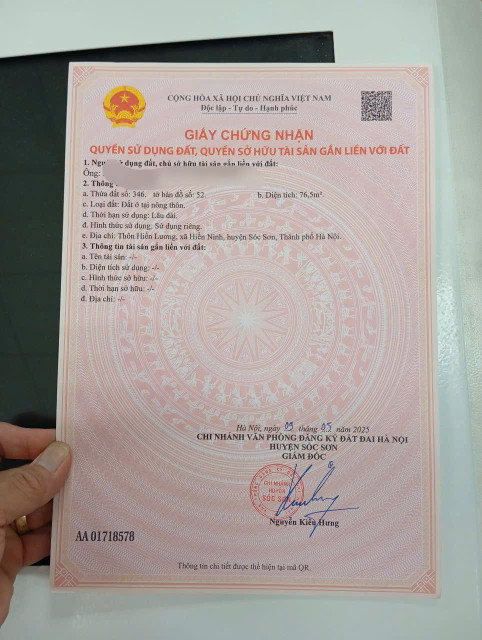 CỘNG HÒA XÃ HỘI CHỦ NGHĨA VIỆT NAM
Độc lập - Tự do - Hạnh phúc
GIẤY CHỨNG NHẬN
QUYỀN SỬ DỤNG ĐẤT, QUYỀN SỞ HỮU TÀI SẢN GẮN LIỀN VỚI ĐẤT
1. Người sử dụng đất, chủ sở hữu tài sản gắn liền với đất:
Ông:
2. Thông
a. Thửa đất số: 346. tờ bản đồ số: 52. b. Diện tích: 76,5m².
c. Loại đất: Đất ở tại nông thôn.
d. Thời hạn sử dụng: Lâu dài.
đ. Hình thức sử dụng: Sử dụng riêng.
e. Địa chỉ: Thôn Hiền Lương, xã Hiền Ninh, huyện Sóc Sơn, Thành phố Hà Nội.
3. Thông tin tài sản gắn liền với đất:
a. Tên tài sản: -/-
b. Diện tích sử dụng: -/-
c. Hình thức sở hữu: -/-
d. Thời hạn sở hữu: -/-
đ. Địa chỉ: -/-
Hà Nội, ngày 09 tháng 05 năm 2025
CHI NHÁNH VĂN PHÒNG ĐĂNG KÝ ĐẤT ĐAI HÀ NỘI
HUYỆN SÓC SƠN
GIÁM ĐỐC
CHI NHÁNH
HUYỆN
SÓC SƠN
Nguyễn Kiều Hưng
AA 01718578
Thông tin chi tiết được thể hiện tại mã QR.